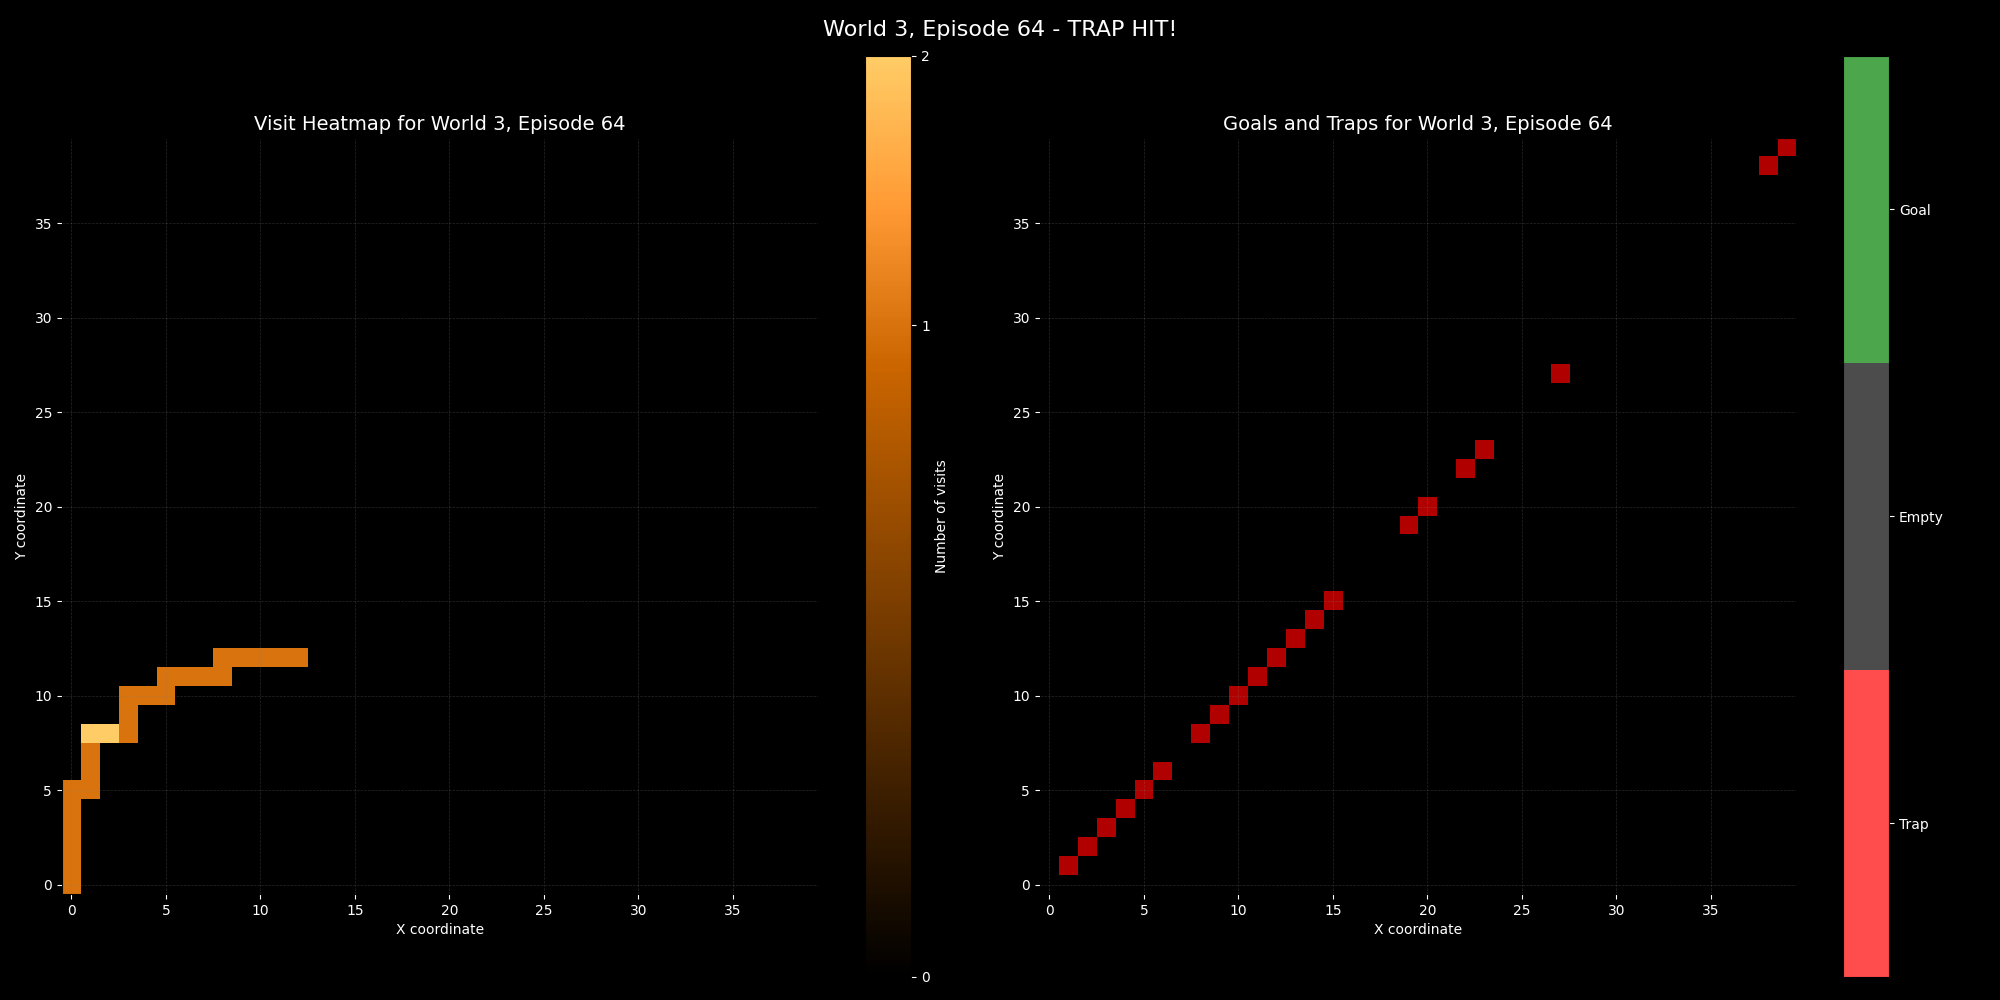 World 3, Episode 64 - TRAP HIT!
Visit Heatmap for World 3, Episode 64
35
30
25
20
15
10
5
0
Y coordinate
0 5 10 15 20 25 30 35
X coordinate
2
1
0
Number of visits
Goals and Traps for World 3, Episode 64
35
30
25
20
15
10
5
0
Y coordinate
0 5 10 15 20 25 30 35
X coordinate
Goal
Empty
Trap